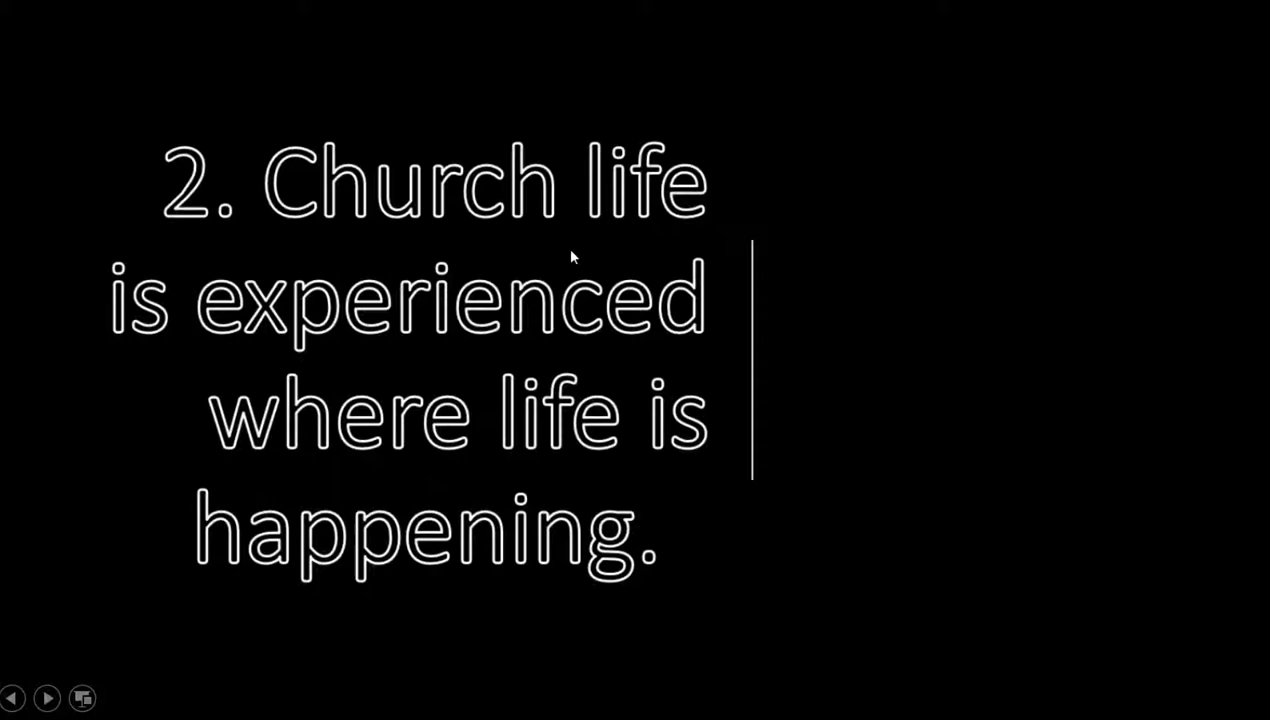 2. Church life
is experienced
where life is
happening.